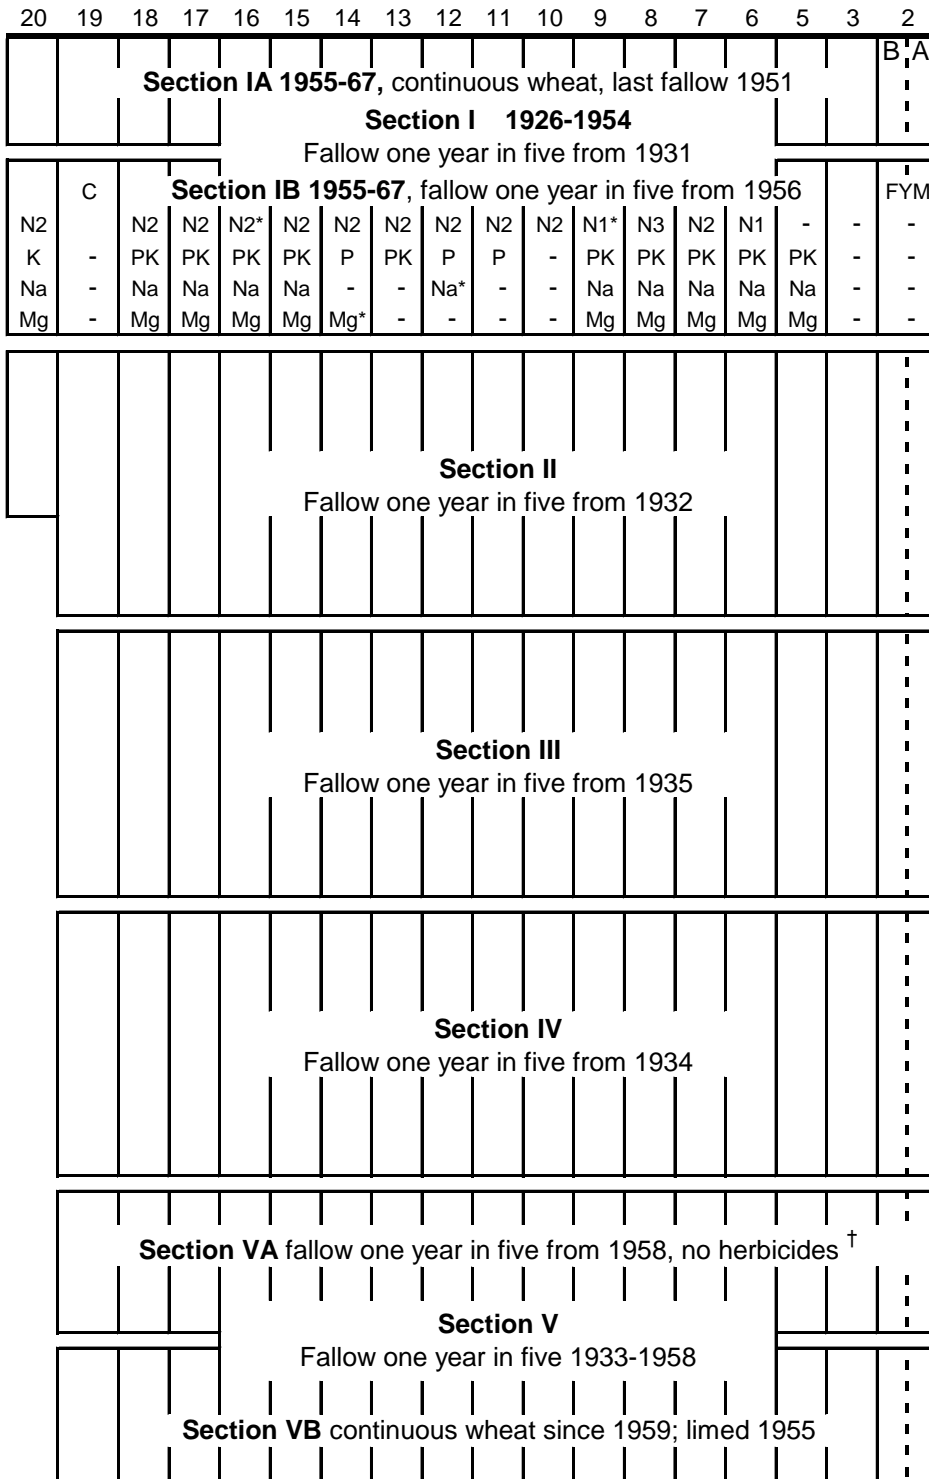 20 19 18 17 16 15 14 13 12 11 10 9 8 7 6 5 3 2
B A
Section IA 1955-67, continuous wheat, last fallow 1951
Section I 1926-1954
Fallow one year in five from 1931
C Section IB 1955-67, fallow one year in five from 1956 FYM
N2 N2 N2 N2* N2 N2 N2 N2 N2 N2 N1* N3 N2 N1 - - -
K - PK PK PK PK P PK P P - PK PK PK PK PK - -
Na - Na Na Na Na - - Na* - - Na Na Na Na Na - -
Mg - Mg Mg Mg Mg Mg* - - - - Mg Mg Mg Mg Mg - -
Section II
Fallow one year in five from 1932
Section III
Fallow one year in five from 1935
Section IV
Fallow one year in five from 1934
Section VA fallow one year in five from 1958, no herbicides †
Section V
Fallow one year in five 1933-1958
Section VB continuous wheat since 1959; limed 1955